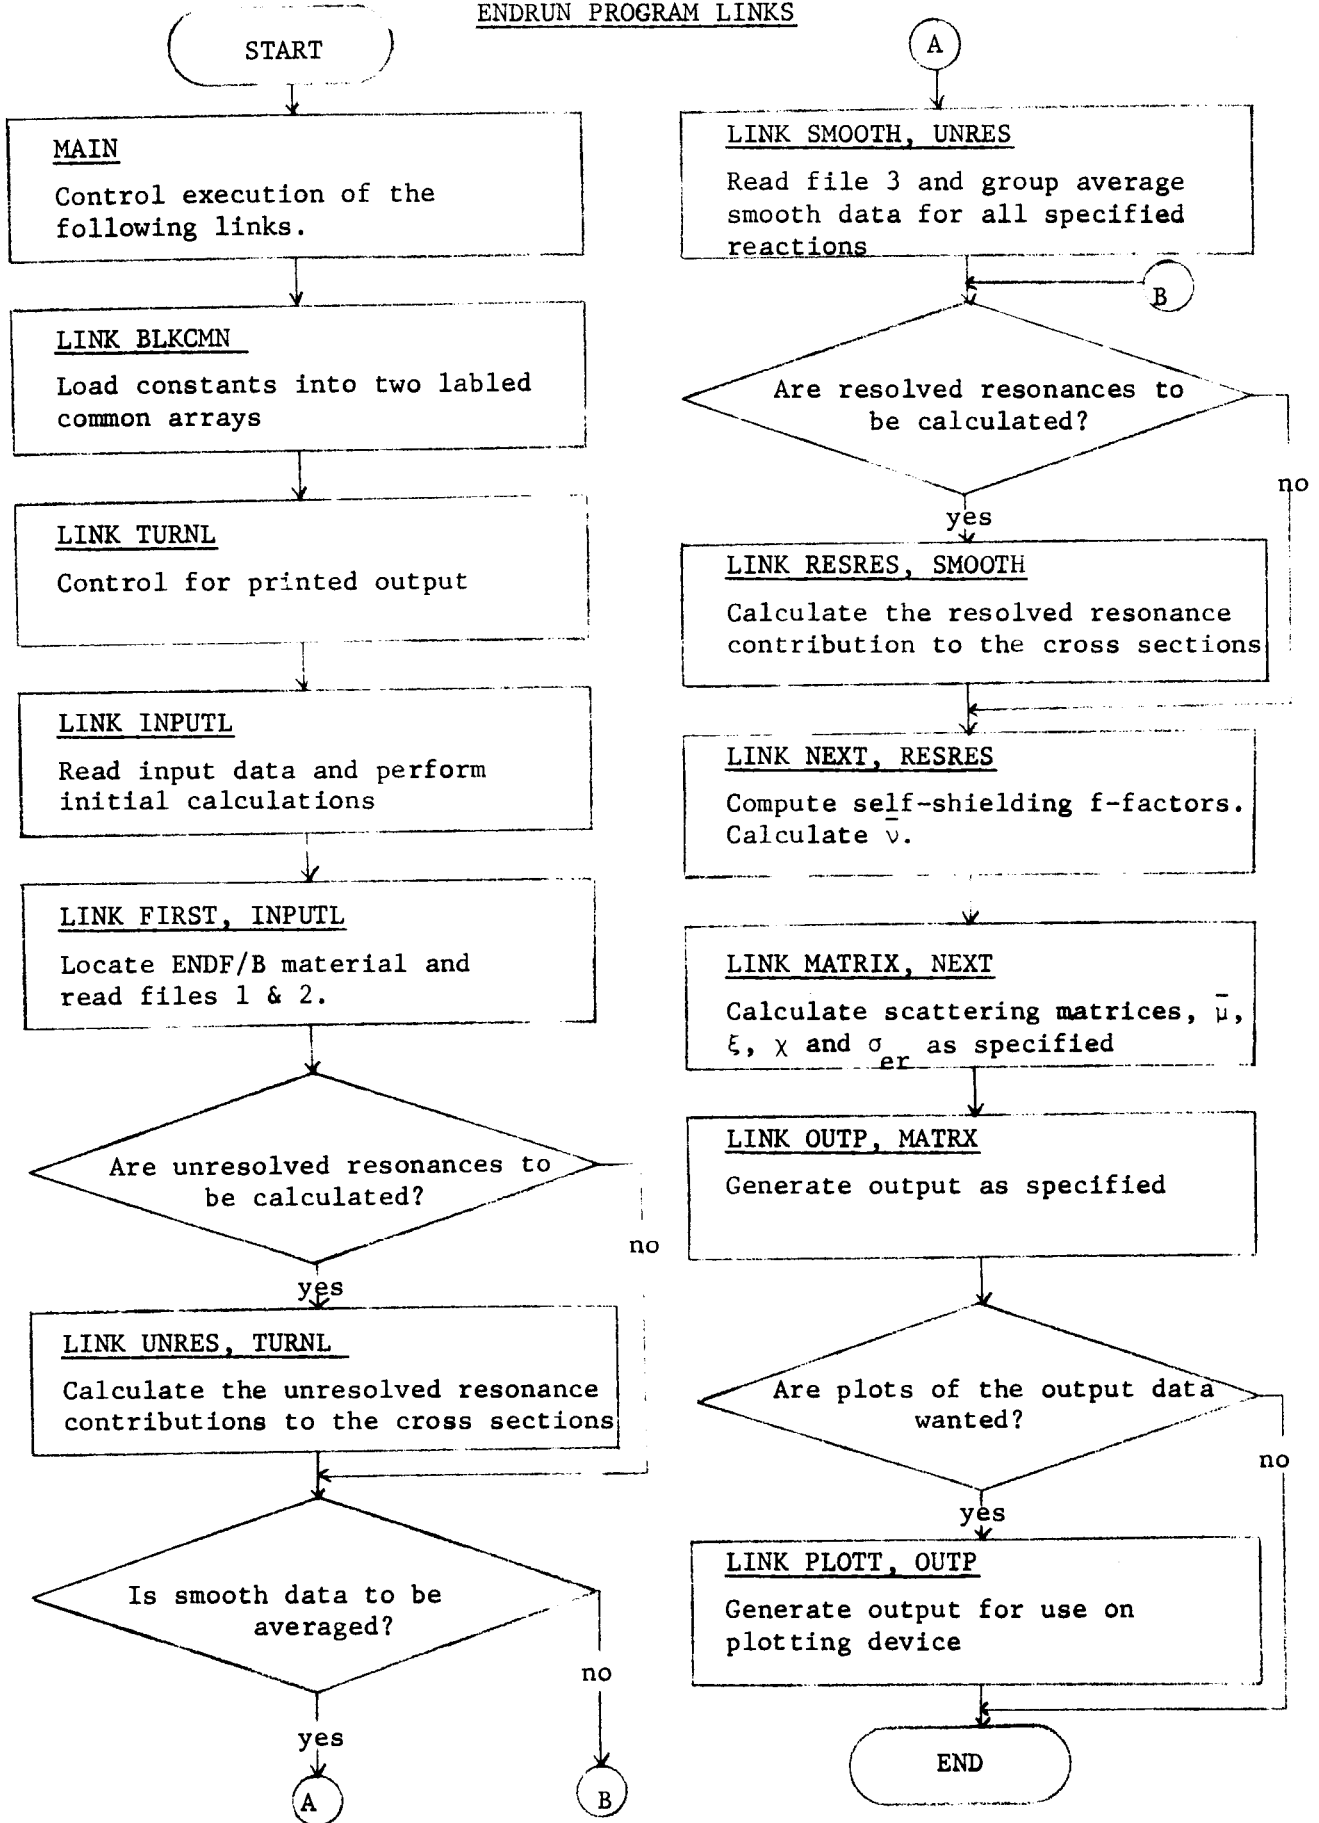 ENDRUN PROGRAM LINKS
START
MAIN
Control execution of the
following links.
LINK BLKCMN
Load constants into two labled
common arrays
LINK TURNL
Control for printed output
LINK INPUTL
Read input data and perform
initial calculations
LINK FIRST, INPUTL
Locate ENDF/B material and
read files 1 & 2.
Are unresolved resonances to
be calculated?
no
yes
LINK UNRES, TURNL
Calculate the unresolved resonance
contributions to the cross sections
Is smooth data to be
averaged?
no
yes
A
B
A
LINK SMOOTH, UNRES
Read file 3 and group average
smooth data for all specified
reactions
B
Are resolved resonances to
be calculated?
no
yes
LINK RESRES, SMOOTH
Calculate the resolved resonance
contribution to the cross sections
LINK NEXT, RESRES
Compute self-shielding f-factors.
Calculate ν̄.
LINK MATRIX, NEXT
Calculate scattering matrices, μ̄,
ξ, χ and σer as specified
LINK OUTP, MATRX
Generate output as specified
Are plots of the output data
wanted?
no
yes
LINK PLOTT, OUTP
Generate output for use on
plotting device
END